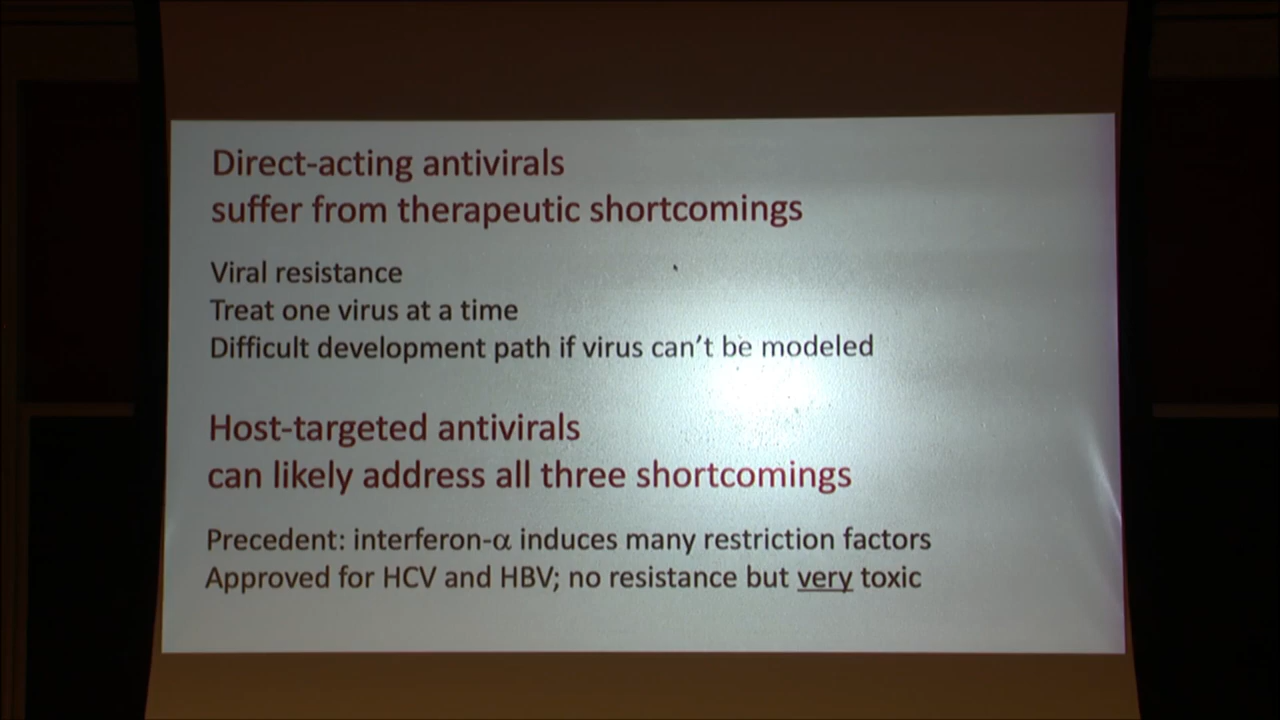 Direct-acting antivirals
suffer from therapeutic shortcomings
Viral resistance
Treat one virus at a time
Difficult development path if virus can’t be modeled
Host-targeted antivirals
can likely address all three shortcomings
Precedent: interferon-α induces many restriction factors
Approved for HCV and HBV; no resistance but very toxic